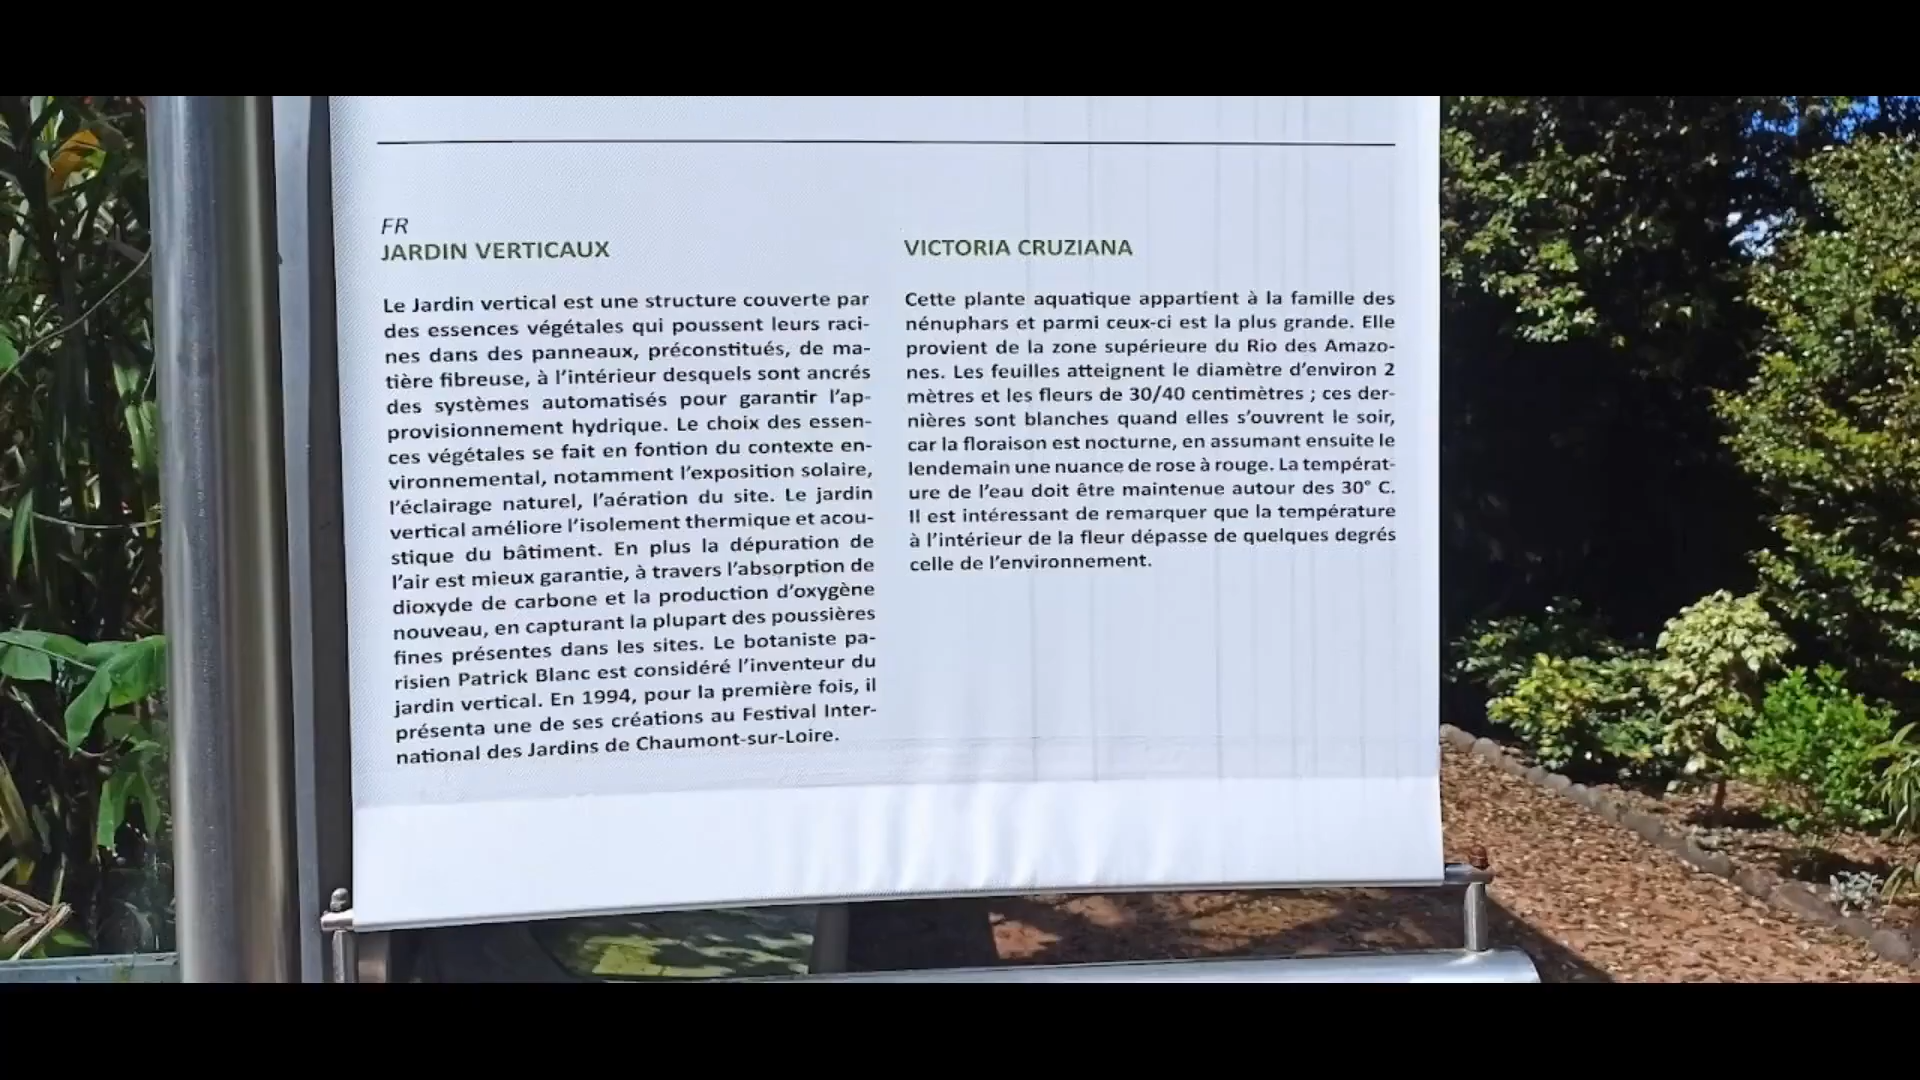 FR
JARDIN VERTICAUX
Le Jardin vertical est une structure couverte par
des essences végétales qui poussent leurs raci-
nes dans des panneaux, préconstitués, de ma-
tière fibreuse, à l'intérieur desquels sont ancrés
des systèmes automatisés pour garantir l'ap-
provisionnement hydrique. Le choix des essen-
ces végétales se fait en fontion du contexte en-
vironnemental, notamment l'exposition solaire,
l'éclairage naturel, l'aération du site. Le jardin
vertical améliore l'isolement thermique et acou-
stique du bâtiment. En plus la dépuration de
l'air est mieux garantie, à travers l'absorption de
dioxyde de carbone et la production d'oxygène
nouveau, en capturant la plupart des poussières
fines présentes dans les sites. Le botaniste pa-
risien Patrick Blanc est considéré l'inventeur du
jardin vertical. En 1994, pour la première fois, il
présenta une de ses créations au Festival Inter-
national des Jardins de Chaumont-sur-Loire.
VICTORIA CRUZIANA
Cette plante aquatique appartient à la famille des
nénuphars et parmi ceux-ci est la plus grande. Elle
provient de la zone supérieure du Rio des Amazo-
nes. Les feuilles atteignent le diamètre d'environ 2
mètres et les fleurs de 30/40 centimètres ; ces der-
nières sont blanches quand elles s'ouvrent le soir,
car la floraison est nocturne, en assumant ensuite le
lendemain une nuance de rose à rouge. La températ-
ure de l'eau doit être maintenue autour des 30° C.
Il est intéressant de remarquer que la température
à l'intérieur de la fleur dépasse de quelques degrés
celle de l'environnement.